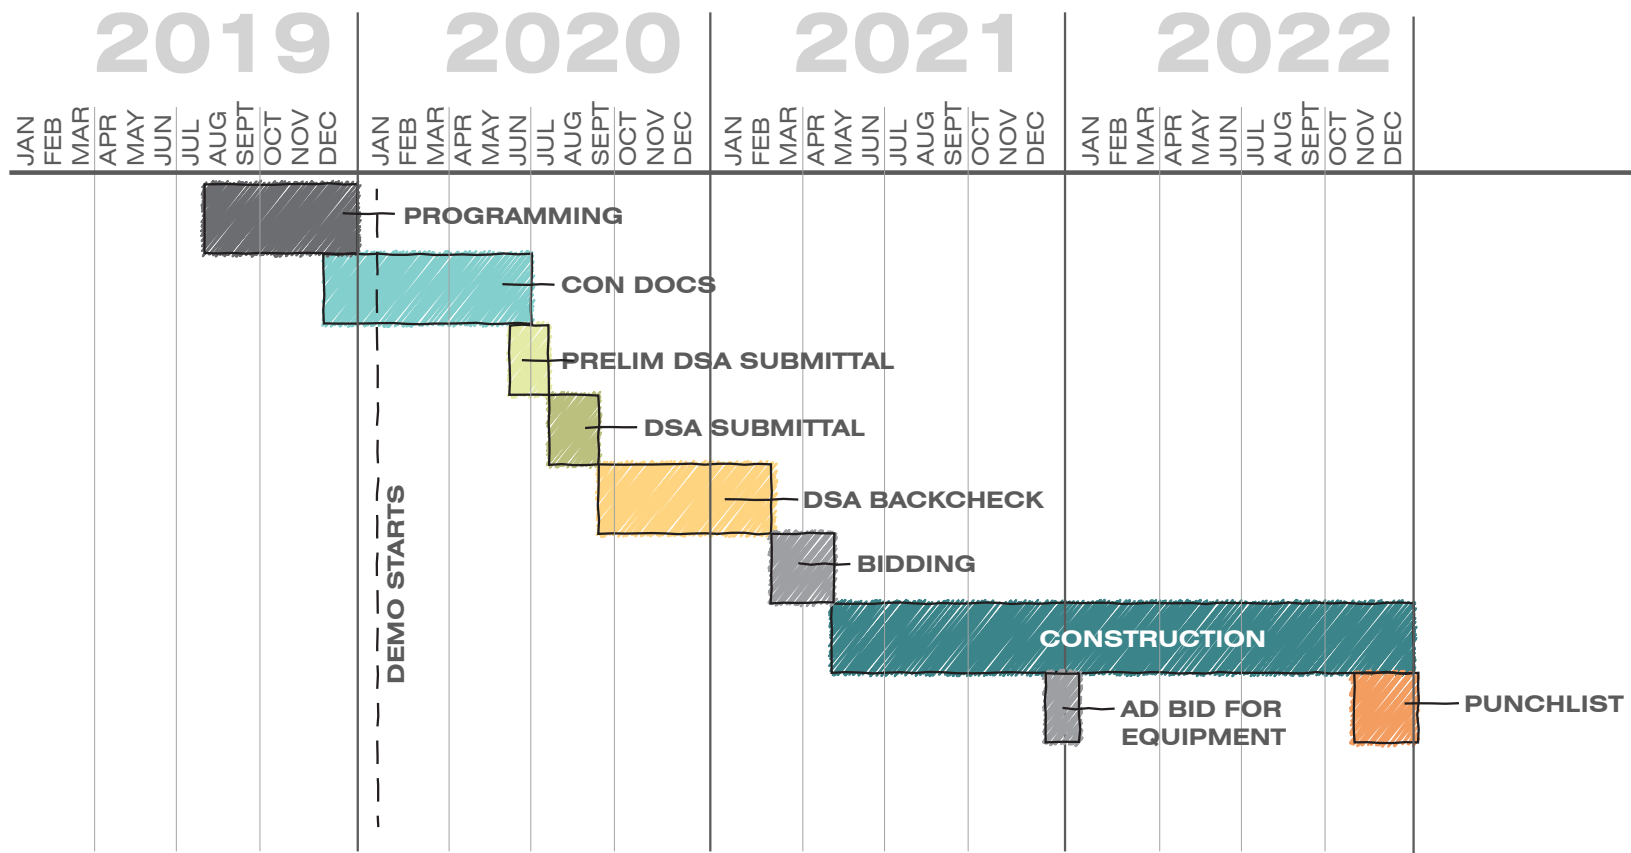 2019 2020 2021 2022
JAN FEB MAR APR MAY JUN JUL AUG SEPT OCT NOV DEC JAN FEB MAR APR MAY JUN JUL AUG SEPT OCT NOV DEC JAN FEB MAR APR MAY JUN JUL AUG SEPT OCT NOV DEC JAN FEB MAR APR MAY JUN JUL AUG SEPT OCT NOV DEC
PROGRAMMING
CON DOCS
PRELIM DSA SUBMITTAL
DSA SUBMITTAL
DSA BACKCHECK
DEMO STARTS
BIDDING
CONSTRUCTION
AD BID FOR
EQUIPMENT
PUNCHLIST